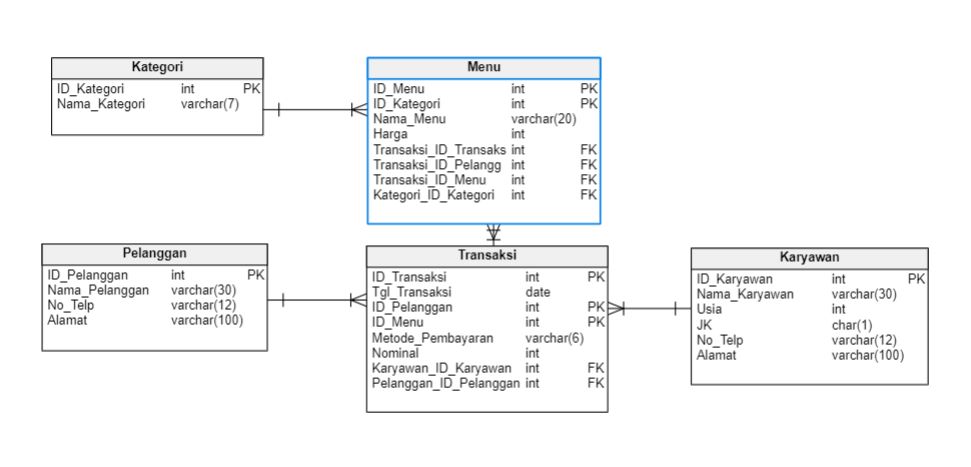 Kategori
ID_Kategori int PK
Nama_Kategori varchar(7)
Menu
ID_Menu int PK
ID_Kategori int PK
Nama_Menu varchar(20)
Harga int
Transaksi_ID_Transaks int FK
Transaksi_ID_Pelangg int FK
Transaksi_ID_Menu int FK
Kategori_ID_Kategori int FK
Pelanggan
ID_Pelanggan int PK
Nama_Pelanggan varchar(30)
No_Telp varchar(12)
Alamat varchar(100)
Transaksi
ID_Transaksi int PK
Tgl_Transaksi date
ID_Pelanggan int PK
ID_Menu int PK
Metode_Pembayaran varchar(6)
Nominal int
Karyawan_ID_Karyawan int FK
Pelanggan_ID_Pelanggan int FK
Karyawan
ID_Karyawan int PK
Nama_Karyawan varchar(30)
Usia int
JK char(1)
No_Telp varchar(12)
Alamat varchar(100)